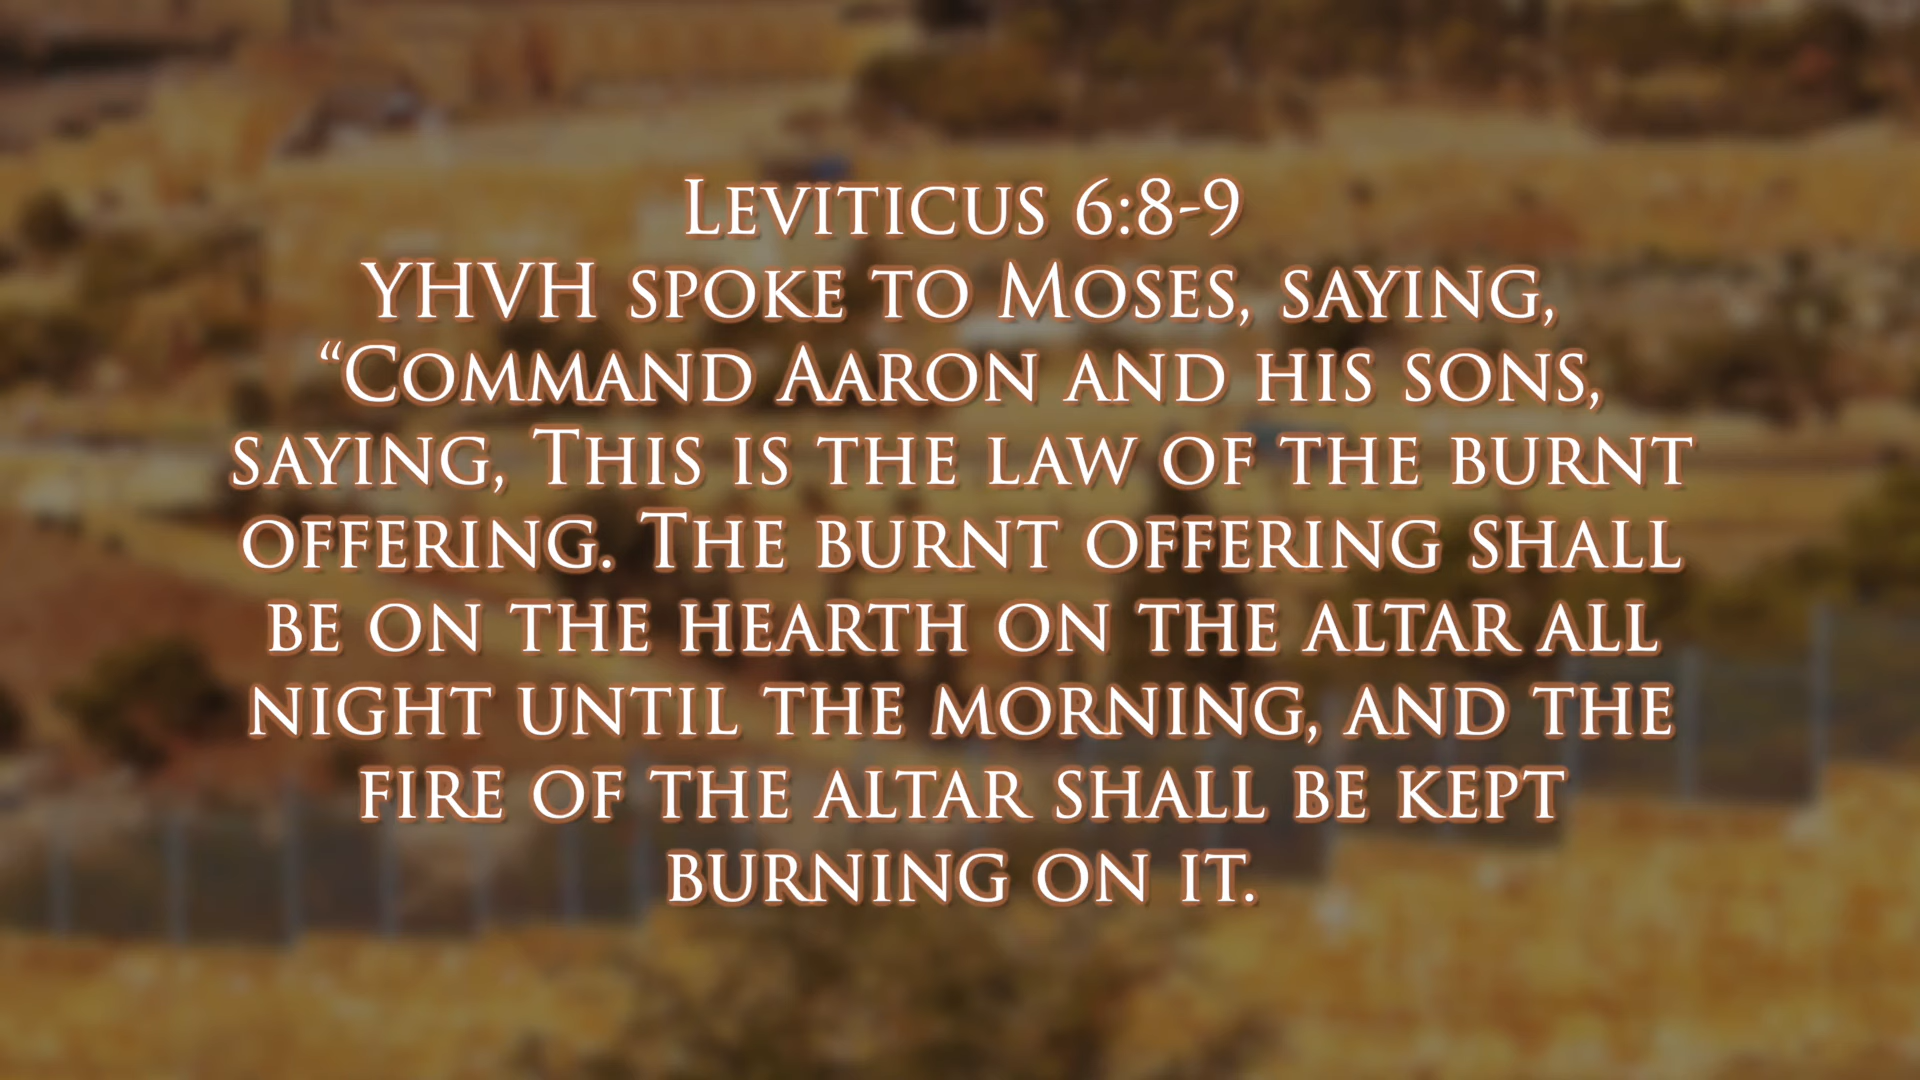 Leviticus 6:8-9
YHVH spoke to Moses, saying,
“Command Aaron and his sons,
saying, This is the law of the burnt
offering. The burnt offering shall
be on the hearth on the altar all
night until the morning, and the
fire of the altar shall be kept
burning on it.